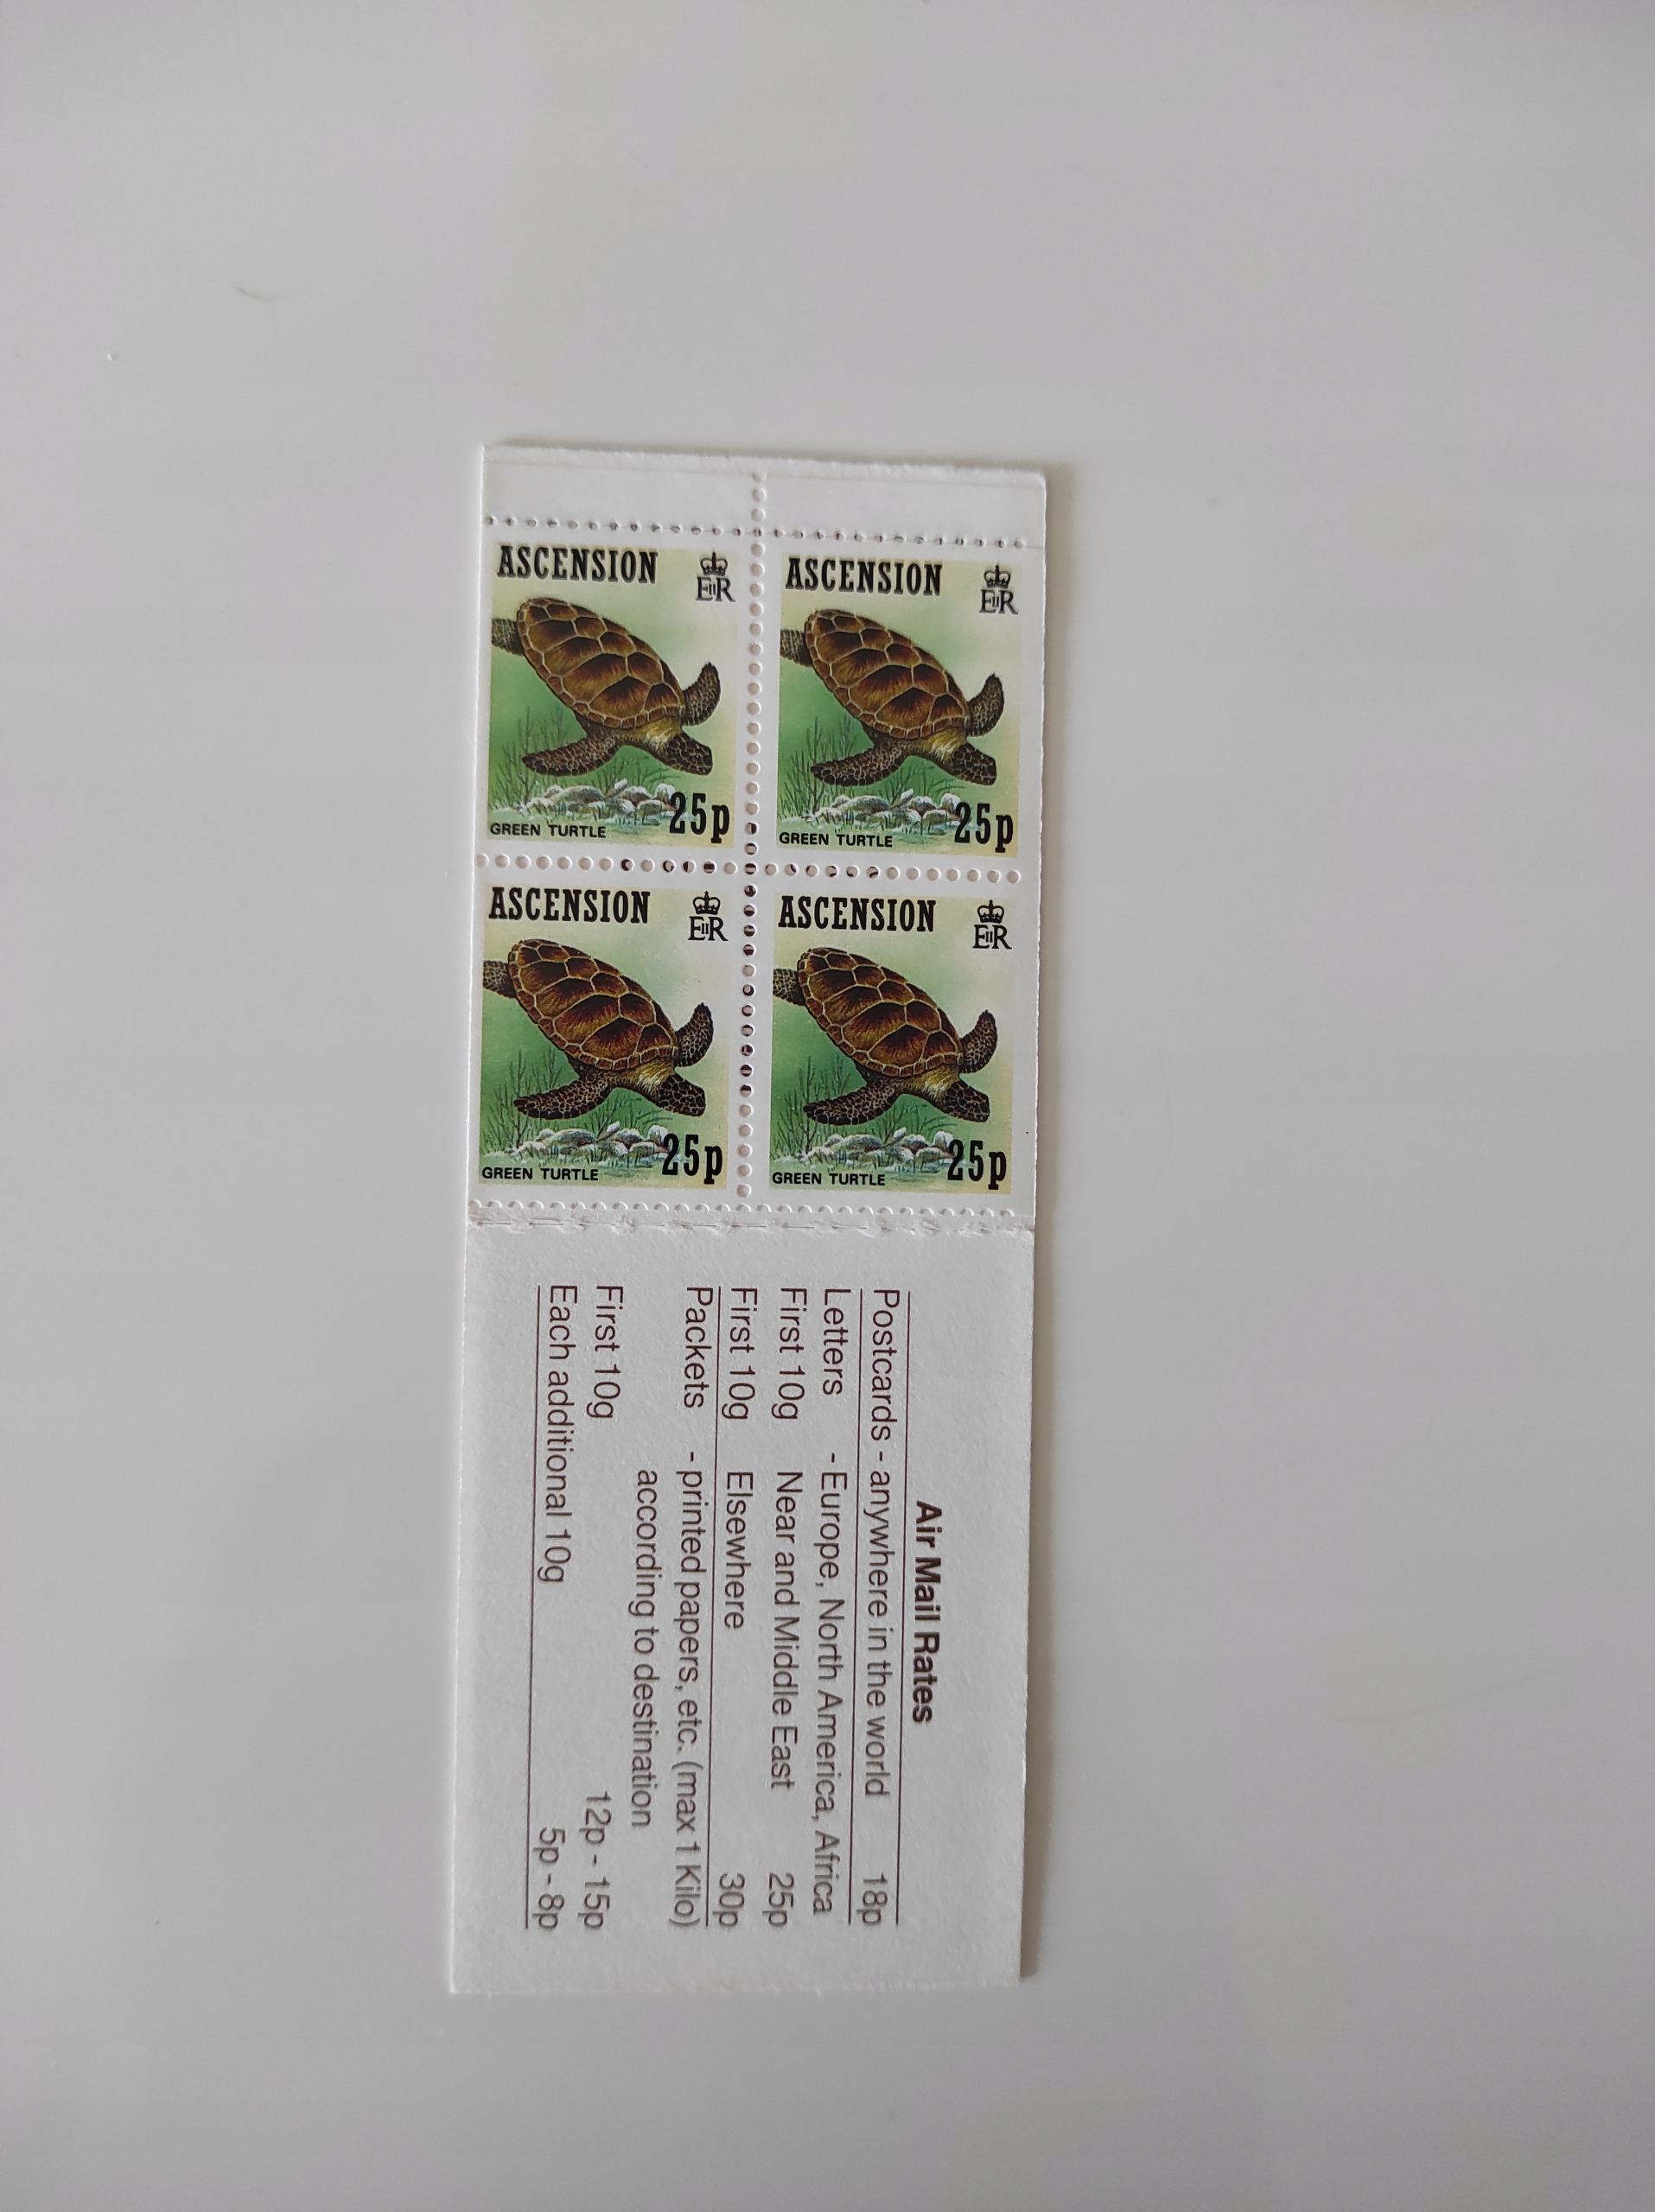 ASCENSION
EIIR
GREEN TURTLE
25p
ASCENSION
EIIR
GREEN TURTLE
25p
ASCENSION
EIIR
GREEN TURTLE
25p
ASCENSION
EIIR
GREEN TURTLE
25p
Air Mail Rates
Postcards - anywhere in the world 18p
Letters - Europe, North America, Africa
First 10g Near and Middle East 25p
First 10g Elsewhere 30p
Packets - printed papers, etc. (max 1 Kilo)
according to destination
First 10g 12p - 15p
Each additional 10g 5p - 8p